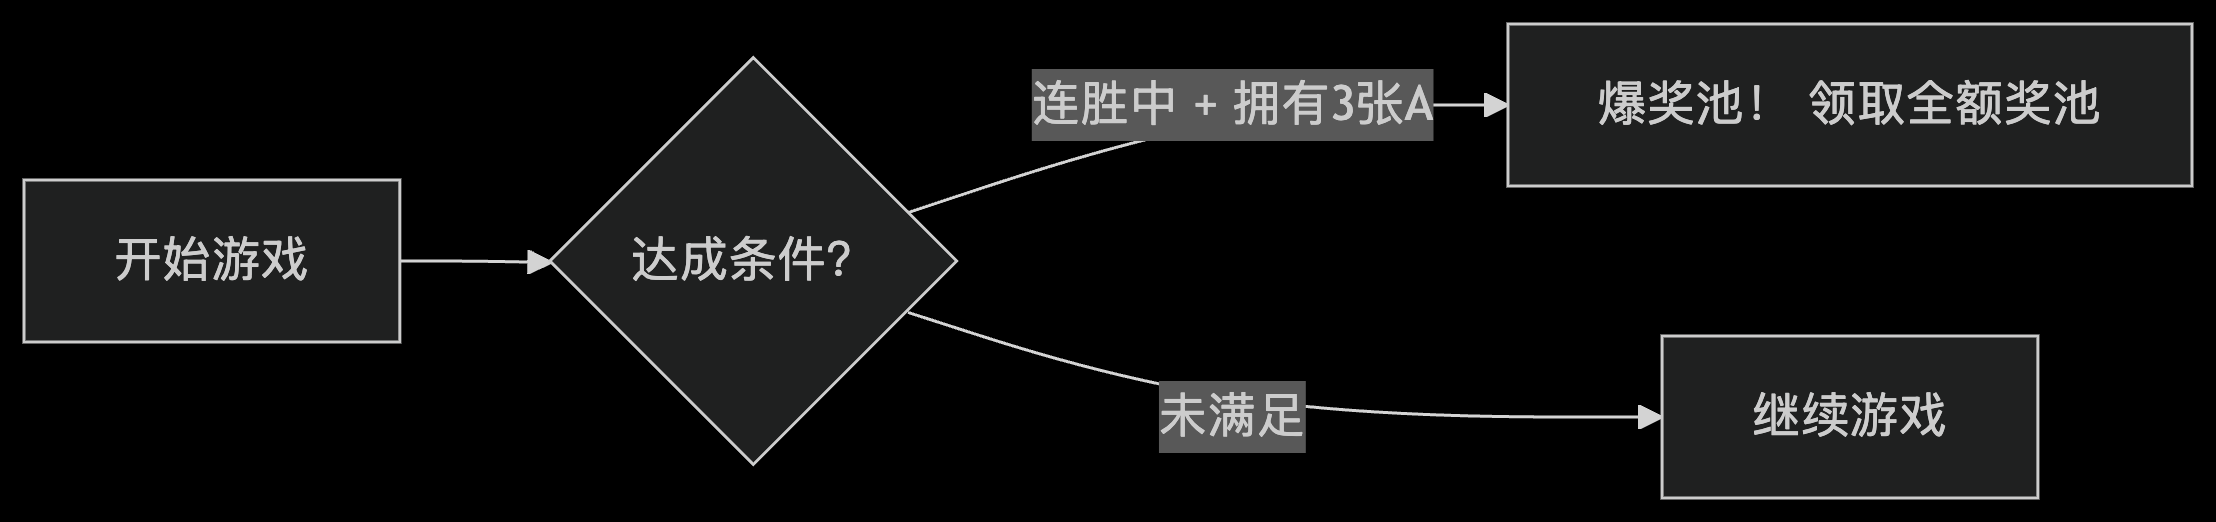 开始游戏
达成条件?
连胜中 + 拥有3张A
爆奖池！ 领取全额奖池
未满足
继续游戏